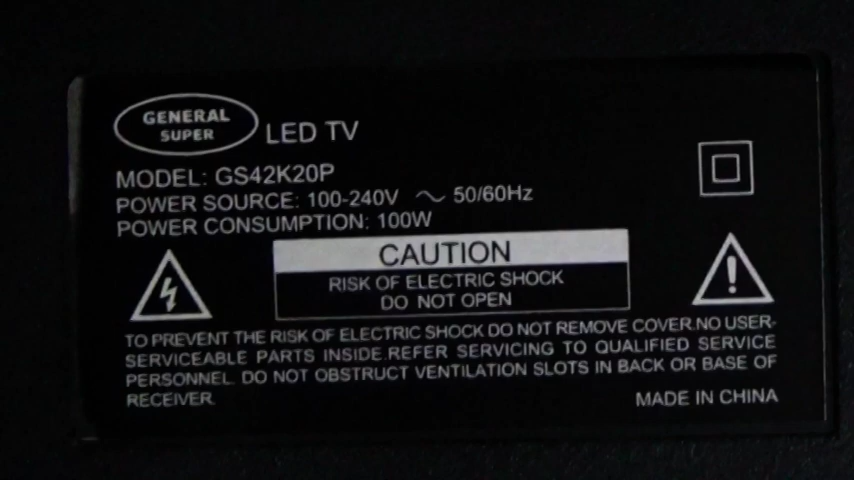 GENERAL
SUPER
LED TV
MODEL: GS42K20P
POWER SOURCE: 100-240V ~ 50/60Hz
POWER CONSUMPTION: 100W
CAUTION
RISK OF ELECTRIC SHOCK
DO NOT OPEN
TO PREVENT THE RISK OF ELECTRIC SHOCK DO NOT REMOVE COVER.NO USER-
SERVICEABLE PARTS INSIDE.REFER SERVICING TO QUALIFIED SERVICE
PERSONNEL. DO NOT OBSTRUCT VENTILATION SLOTS IN BACK OR BASE OF
RECEIVER.
MADE IN CHINA